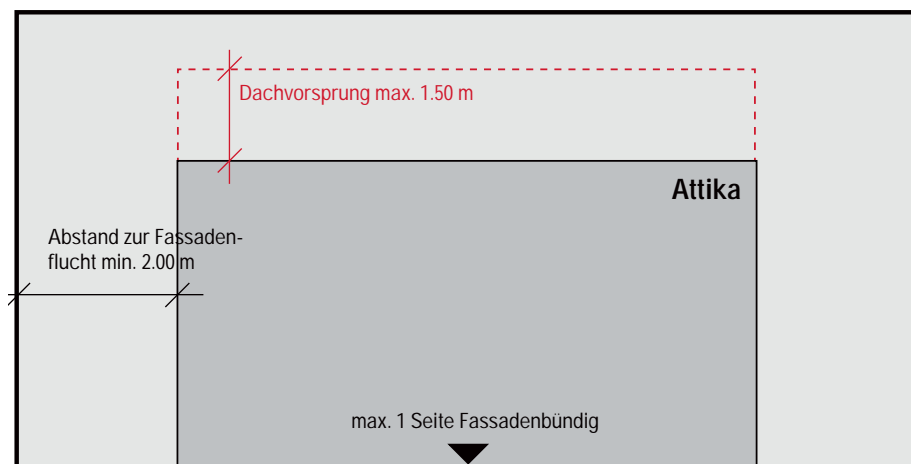 Dachvorsprung max. 1.50 m
Attika
Abstand zur Fassaden-
flucht min. 2.00 m
max. 1 Seite Fassadenbündig